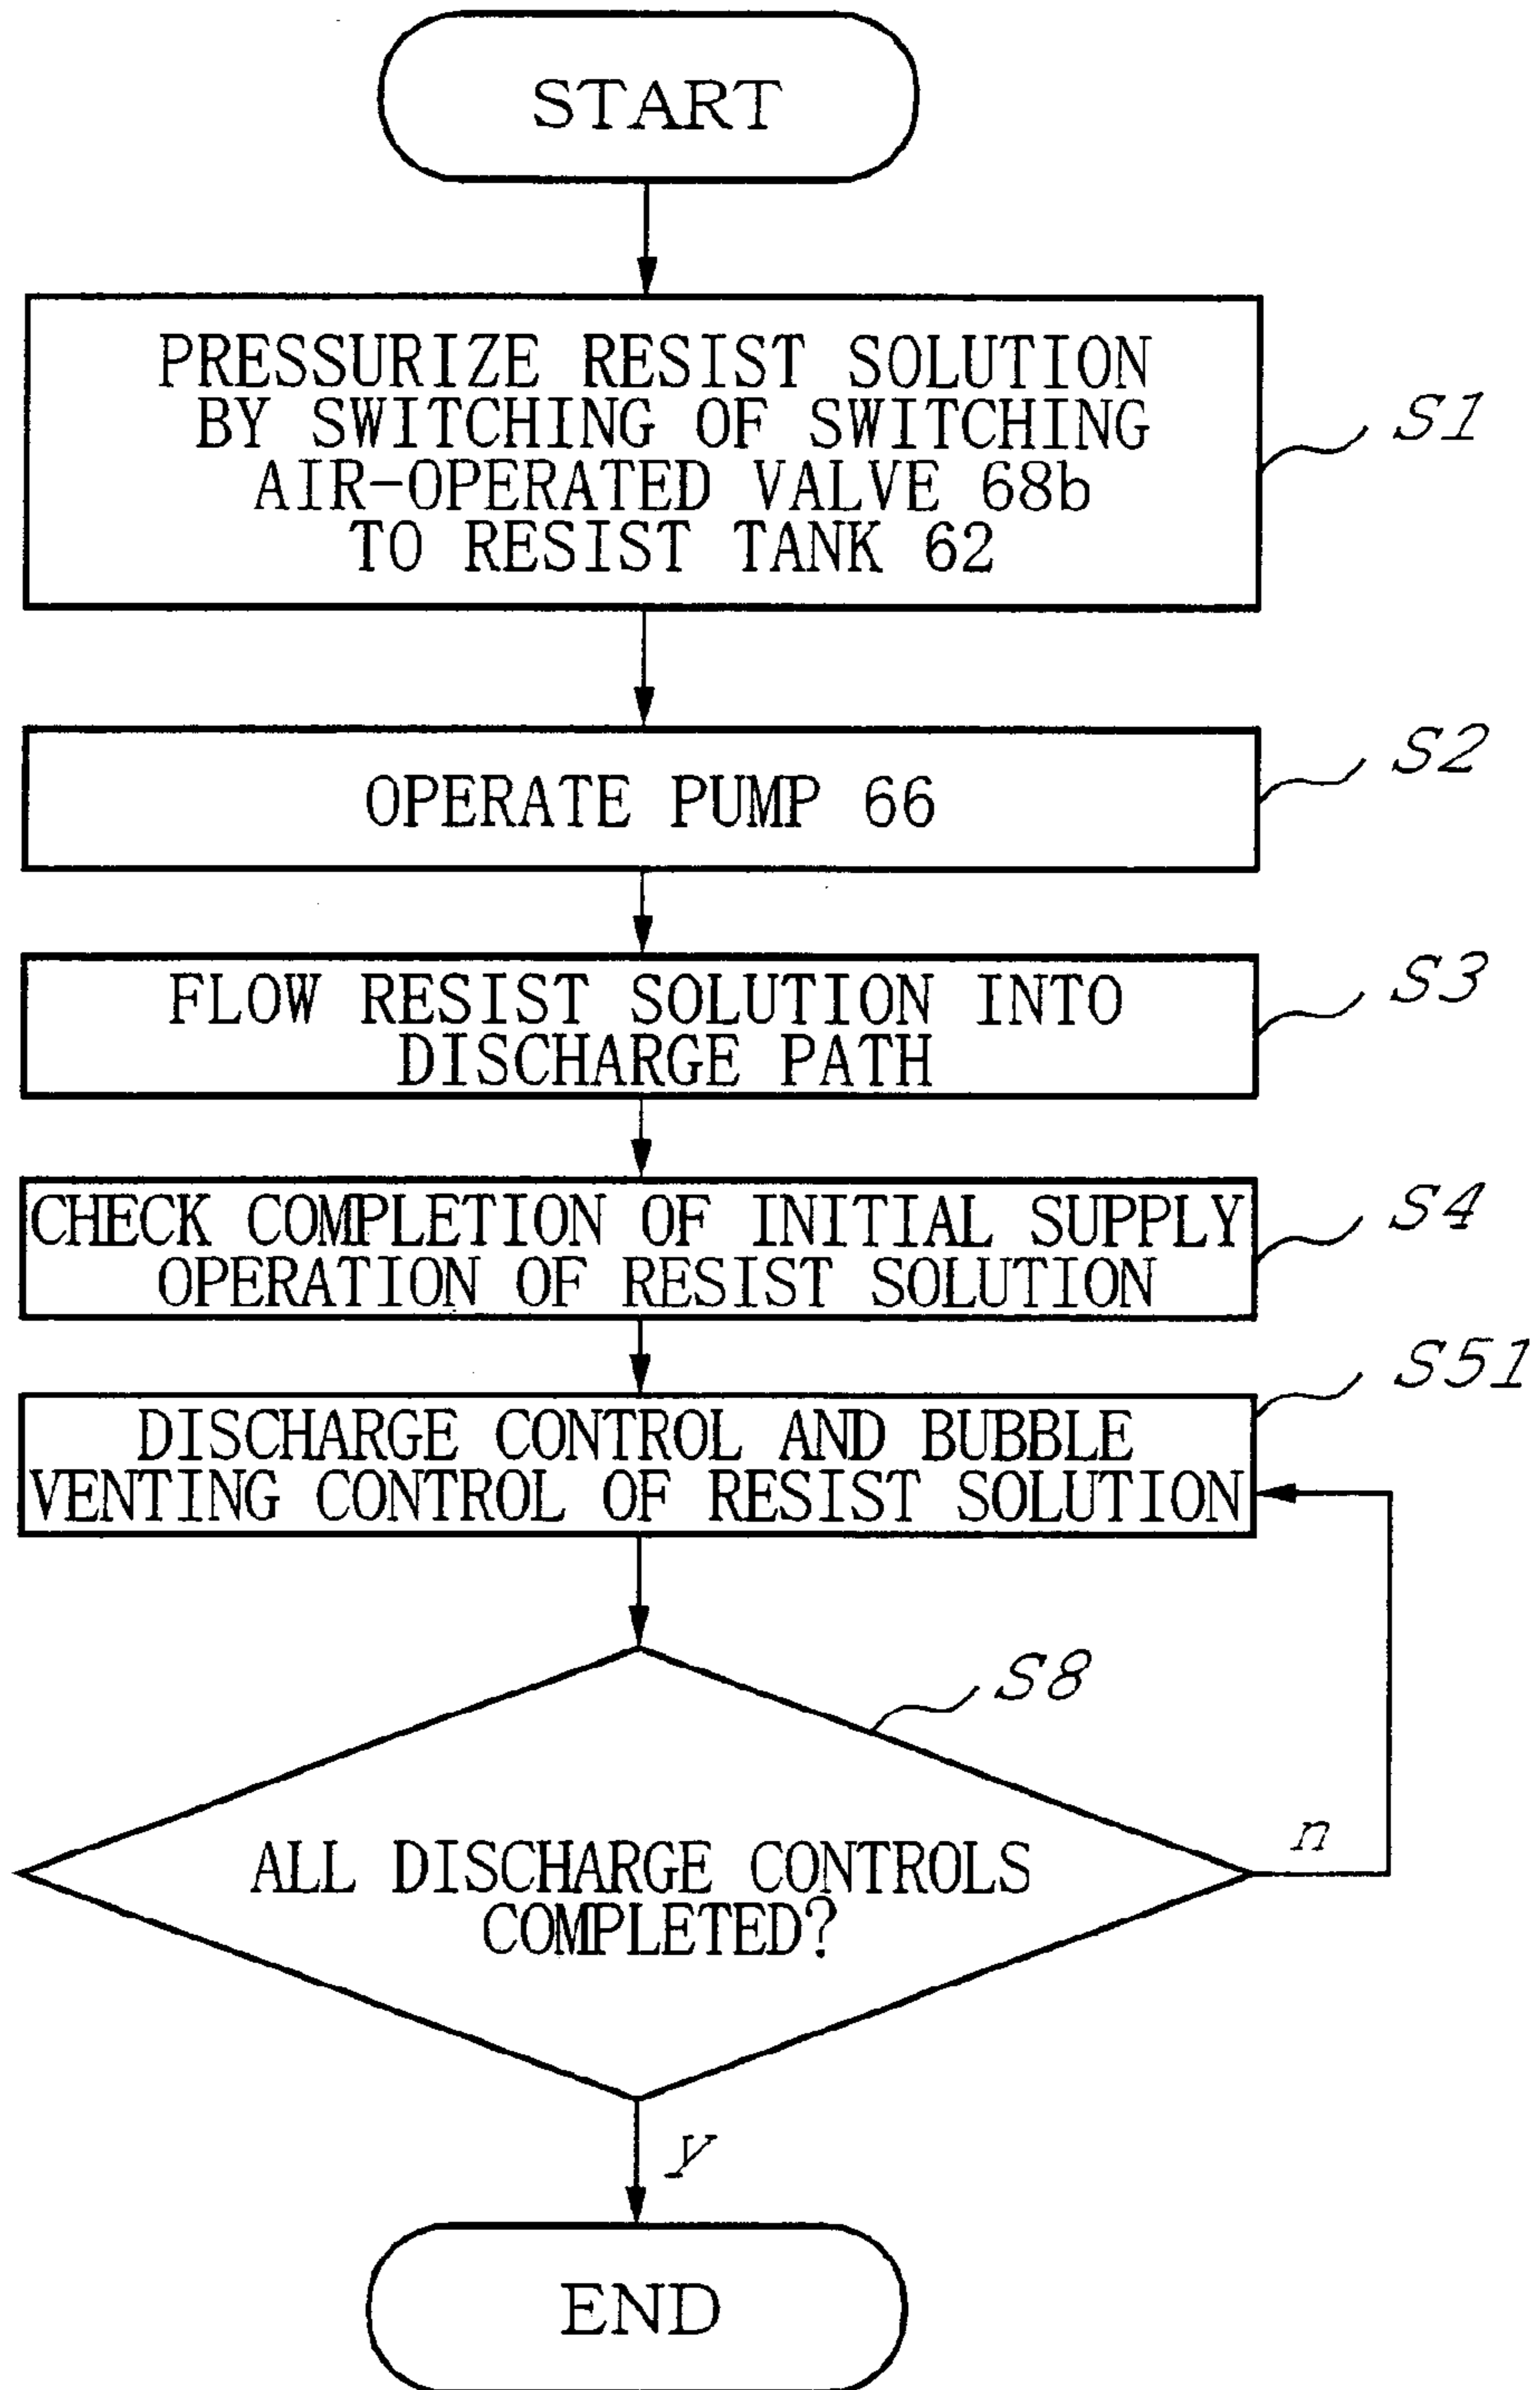 START
PRESSURIZE RESIST SOLUTION
BY SWITCHING OF SWITCHING
AIR-OPERATED VALVE 68b
TO RESIST TANK 62
S1
OPERATE PUMP 66
S2
FLOW RESIST SOLUTION INTO
DISCHARGE PATH
S3
CHECK COMPLETION OF INITIAL SUPPLY
OPERATION OF RESIST SOLUTION
S4
DISCHARGE CONTROL AND BUBBLE
VENTING CONTROL OF RESIST SOLUTION
S51
S8
ALL DISCHARGE CONTROLS
COMPLETED?
n
y
END